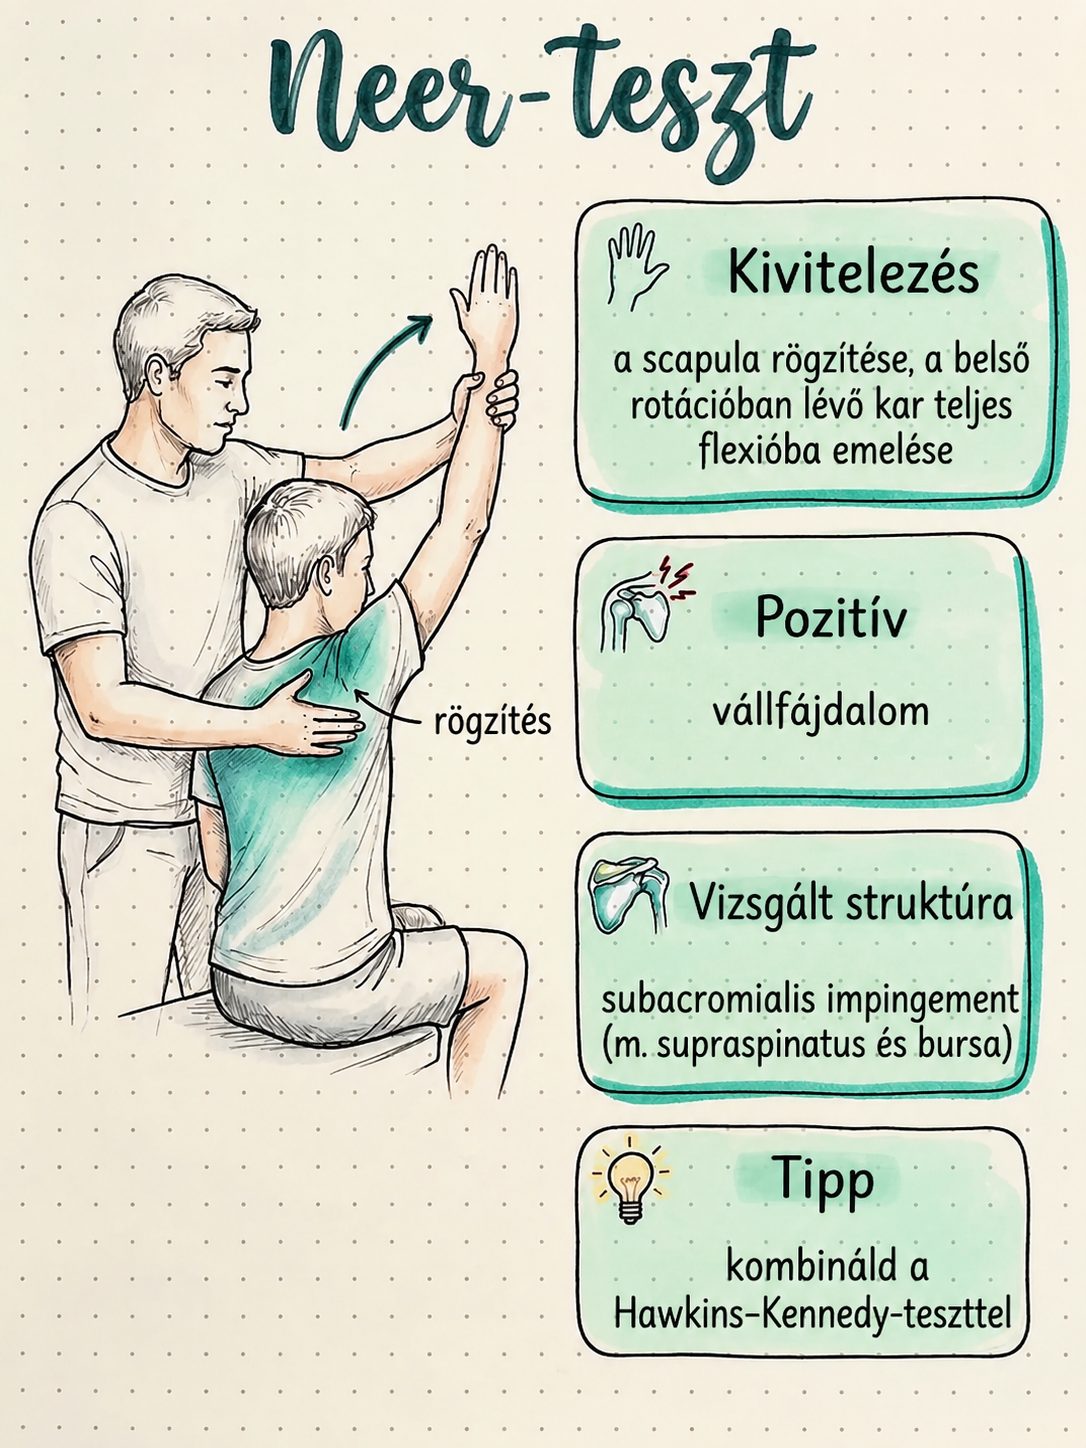 Neer-teszt
Kivitelezés
a scapula rögzítése, a belső
rotációban lévő kar teljes
flexióba emelése
rögzítés
Pozitív
vállfájdalom
Vizsgált struktúra
subacromialis impingement
(m. supraspinatus és bursa)
Tipp
kombináld a
Hawkins-Kennedy-teszttel